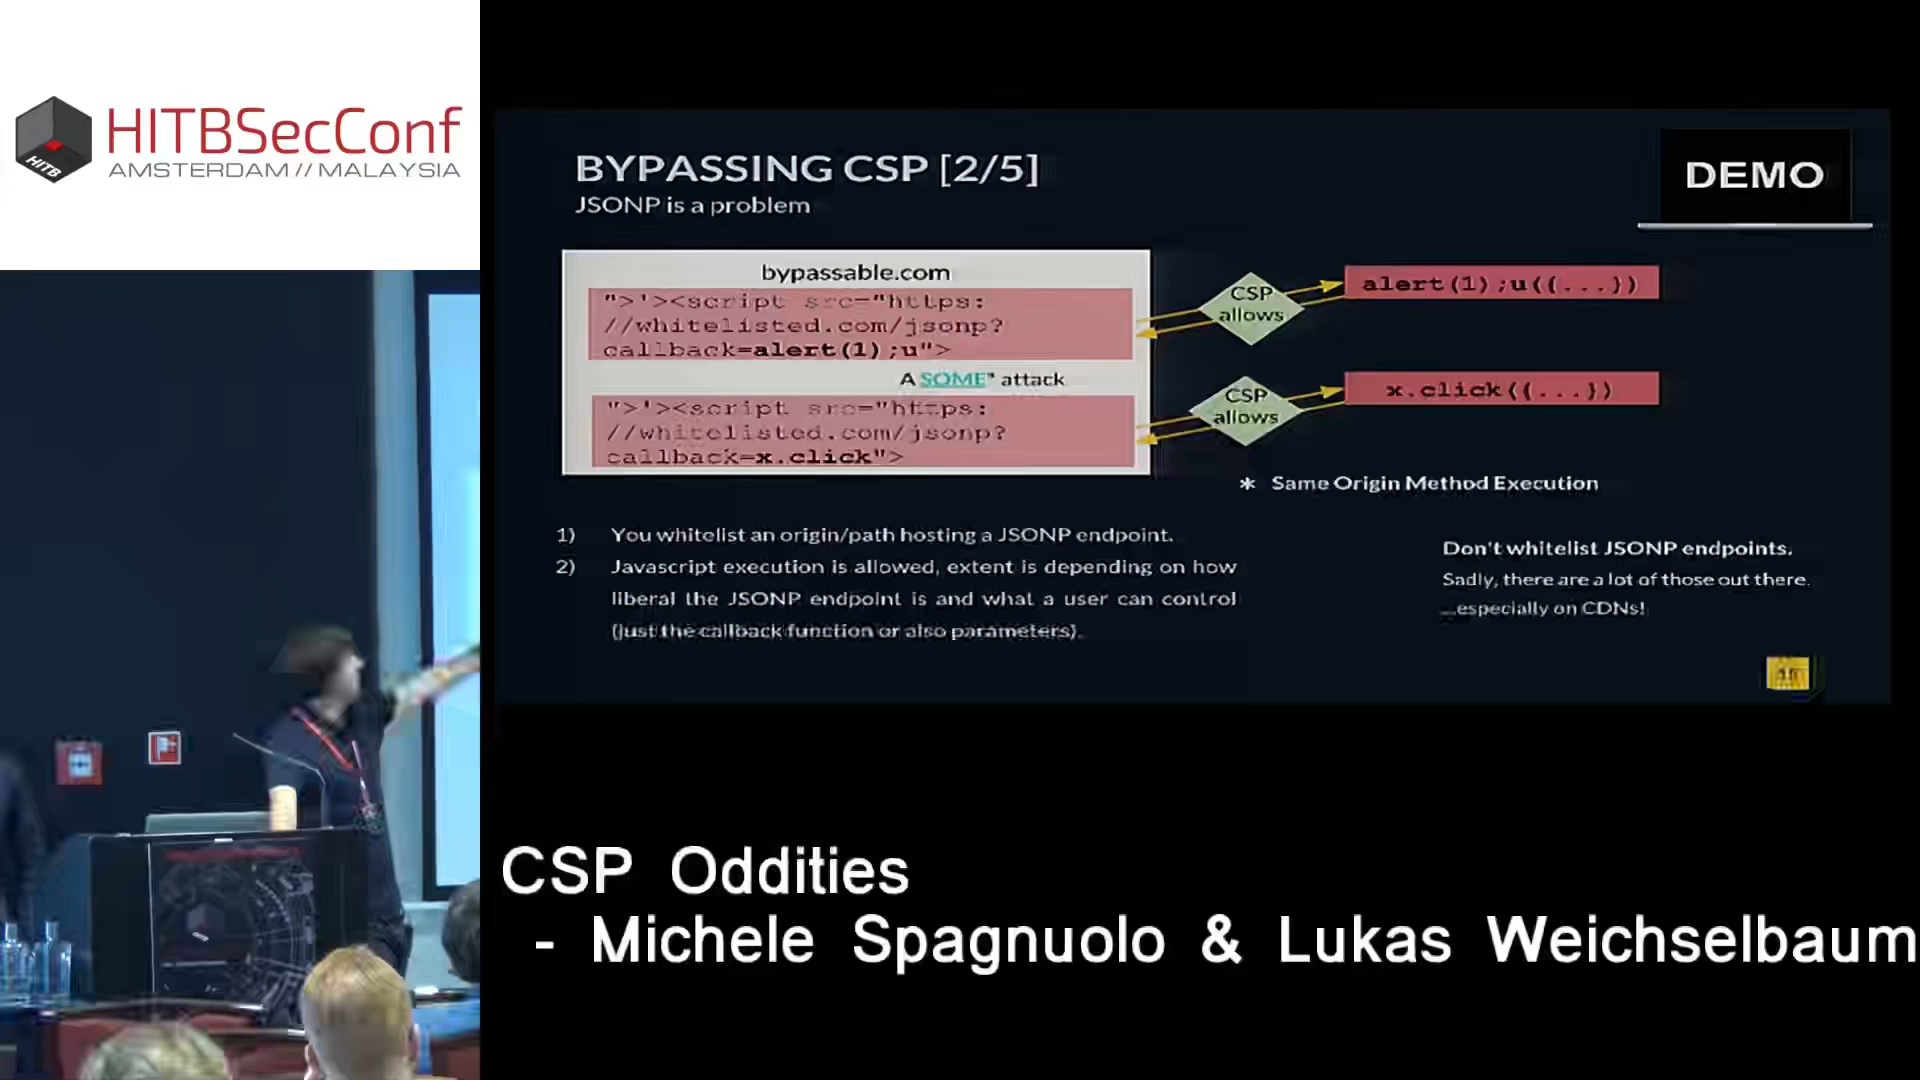 HITBSecConf
AMSTERDAM // MALAYSIA
HITB
BYPASSING CSP [2/5]
JSONP is a problem
DEMO
bypassable.com
">'><script src="https:
//whitelisted.com/jsonp?
callback=alert(1);u">
CSP
allows
alert(1);u({...})
A SOME* attack
">'><script src="https:
//whitelisted.com/jsonp?
callback=x.click">
CSP
allows
x.click({...})
* Same Origin Method Execution
1) You whitelist an origin/path hosting a JSONP endpoint.
2) Javascript execution is allowed, extent is depending on how
liberal the JSONP endpoint is and what a user can control
(just the callback function or also parameters).
Don't whitelist JSONP endpoints.
Sadly, there are a lot of those out there.
...especially on CDNs!
CSP Oddities
- Michele Spagnuolo & Lukas Weichselbaum